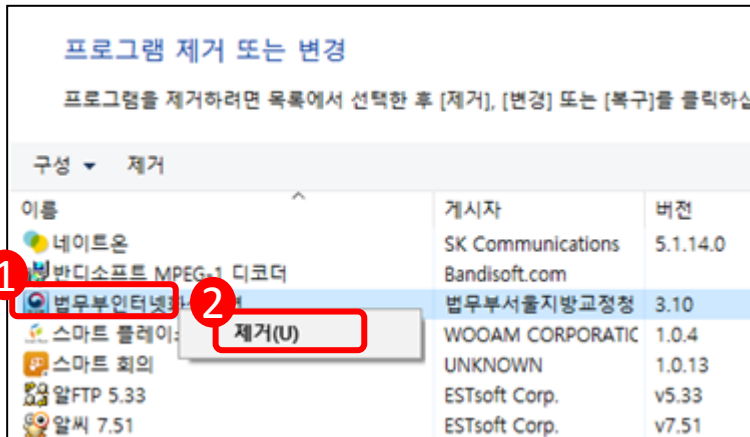 프로그램 제거 또는 변경
프로그램을 제거하려면 목록에서 선택한 후 [제거], [변경] 또는 [복구]를 클릭하십
구성 제거
이름 게시자 버전
네이트온 SK Communications 5.1.14.0
1
반디소프트 MPEG-1 디코더 Bandisoft.com
법무부인터넷화 2 법무부서울지방교정청 3.10
스마트 플레이 제거(U) WOOAM CORPORATIC 1.0.4
스마트 회의 UNKNOWN 1.0.13
알FTP 5.33 ESTsoft Corp. v5.33
알씨 7.51 ESTsoft Corp. v7.51